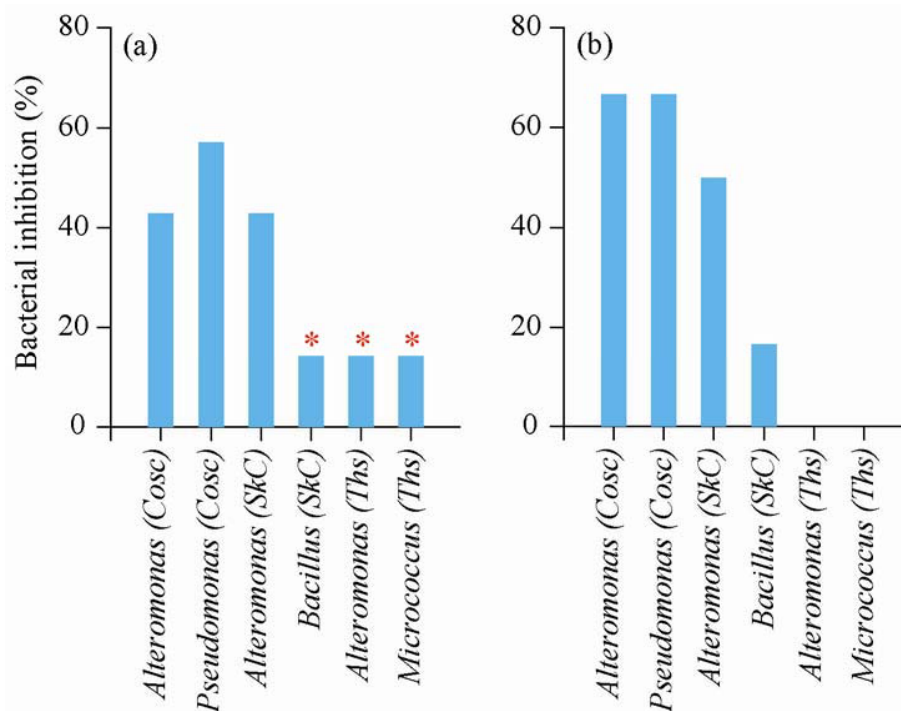 Bacterial inhibition (%)
80
60
40
20
0
(a)
* * *
Alteromonas (Cosc)
Pseudomonas (Cosc)
Alteromonas (SkC)
Bacillus (SkC)
Alteromonas (Ths)
Micrococcus (Ths)
80
60
40
20
0
(b)
Alteromonas (Cosc)
Pseudomonas (Cosc)
Alteromonas (SkC)
Bacillus (SkC)
Alteromonas (Ths)
Micrococcus (Ths)